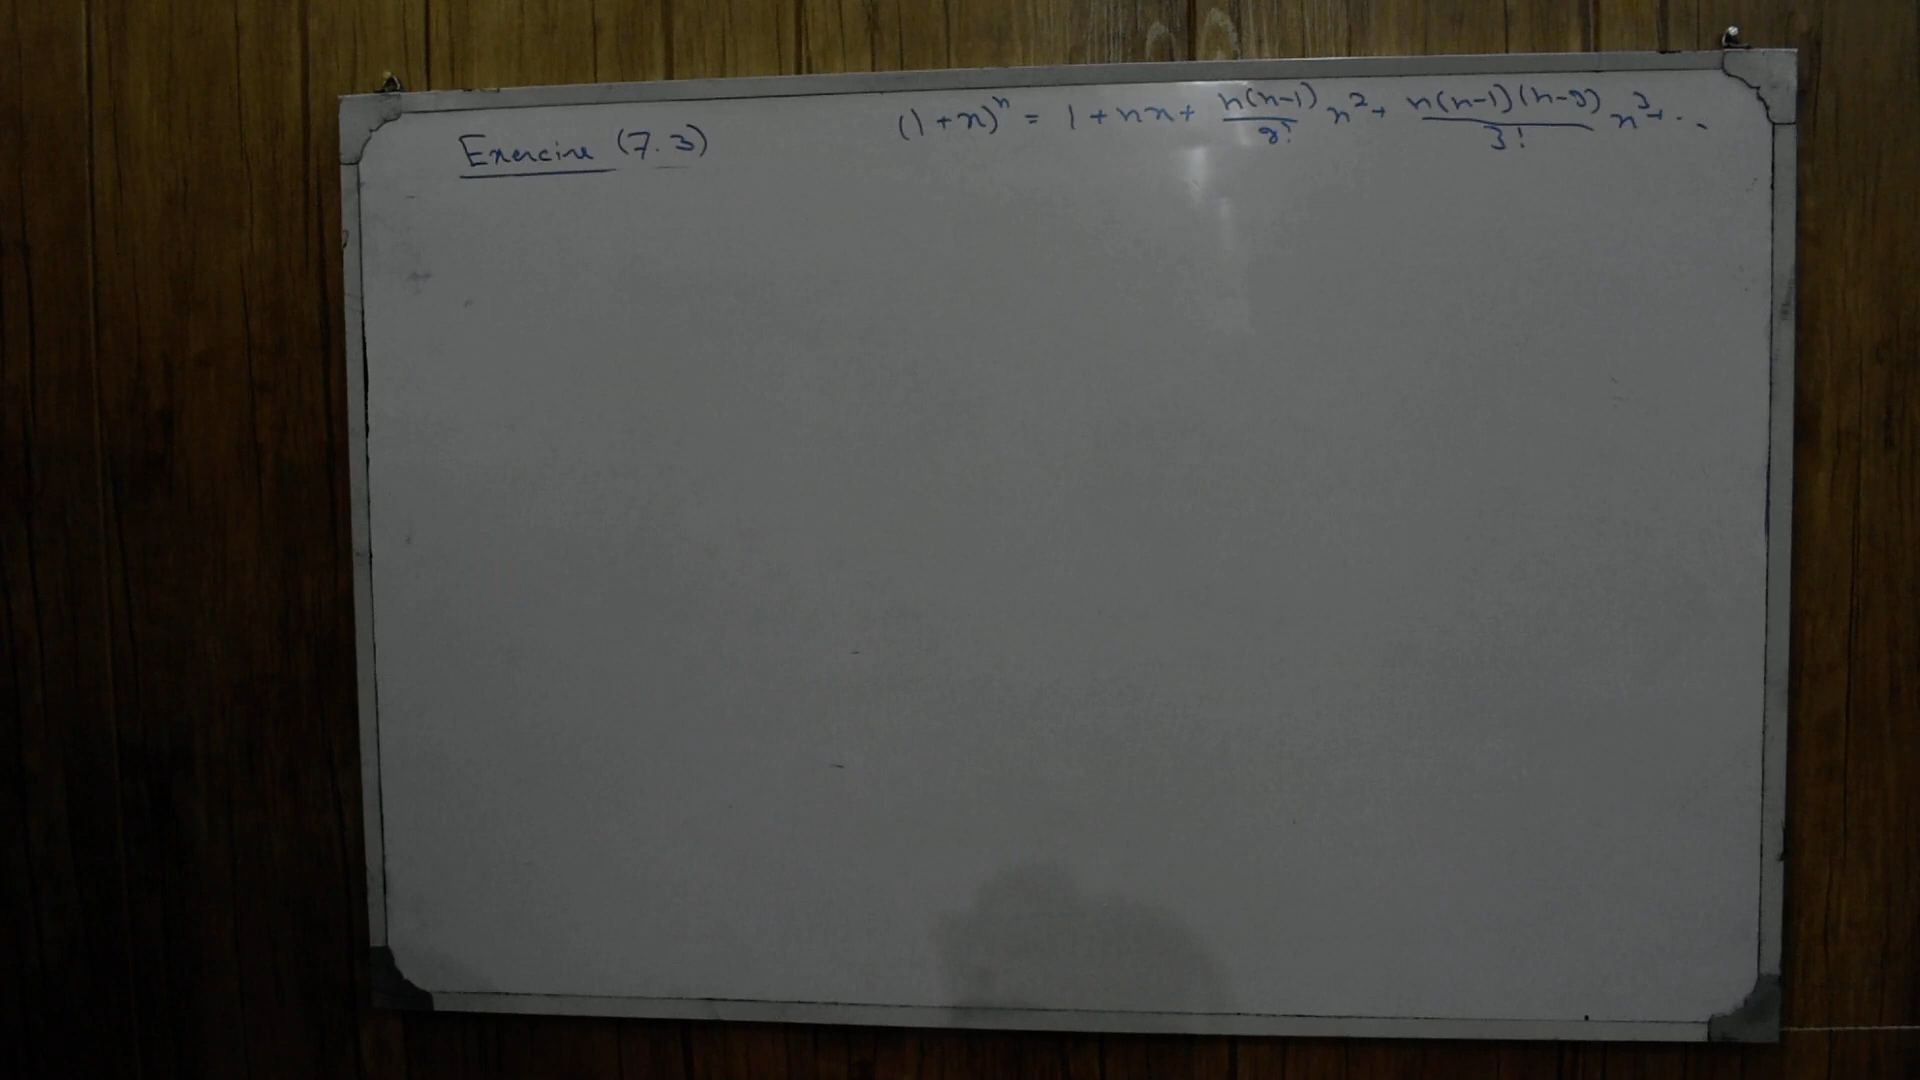 Exercise (7.3)
(1+x)^n = 1 + nx + n(n-1)/2! x^2 + n(n-1)(n-2)/3! x^3 + ...